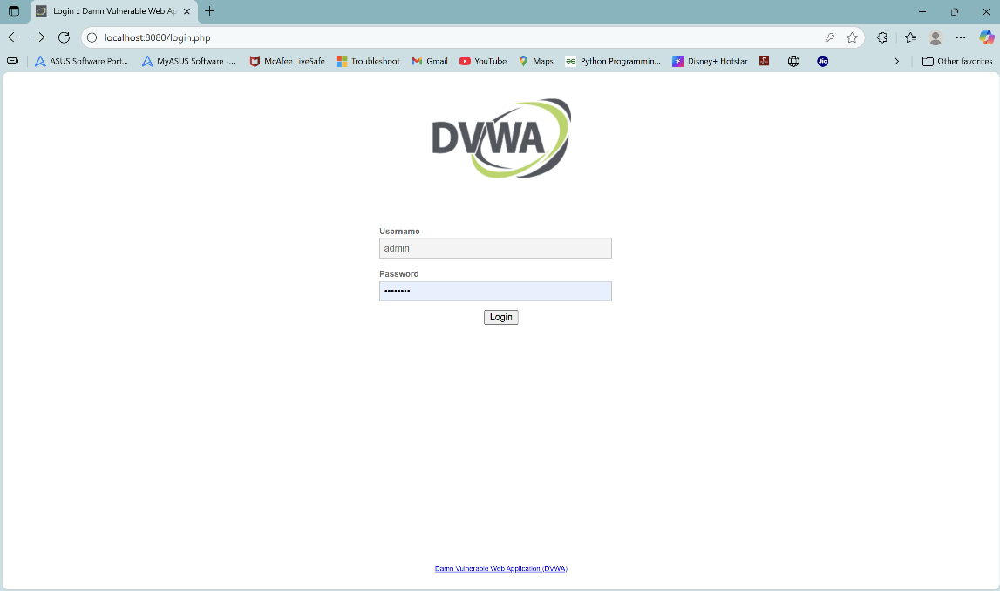 Login :: Damn Vulnerable Web Ap
localhost:8080/login.php
ASUS Software Port... MyASUS Software -... McAfee LiveSafe Troubleshoot Gmail YouTube Maps Python Programmin... Disney+ Hotstar Jio Other favorites
DVWA
Username
admin
Password
••••••••
Login
Damn Vulnerable Web Application (DVWA)